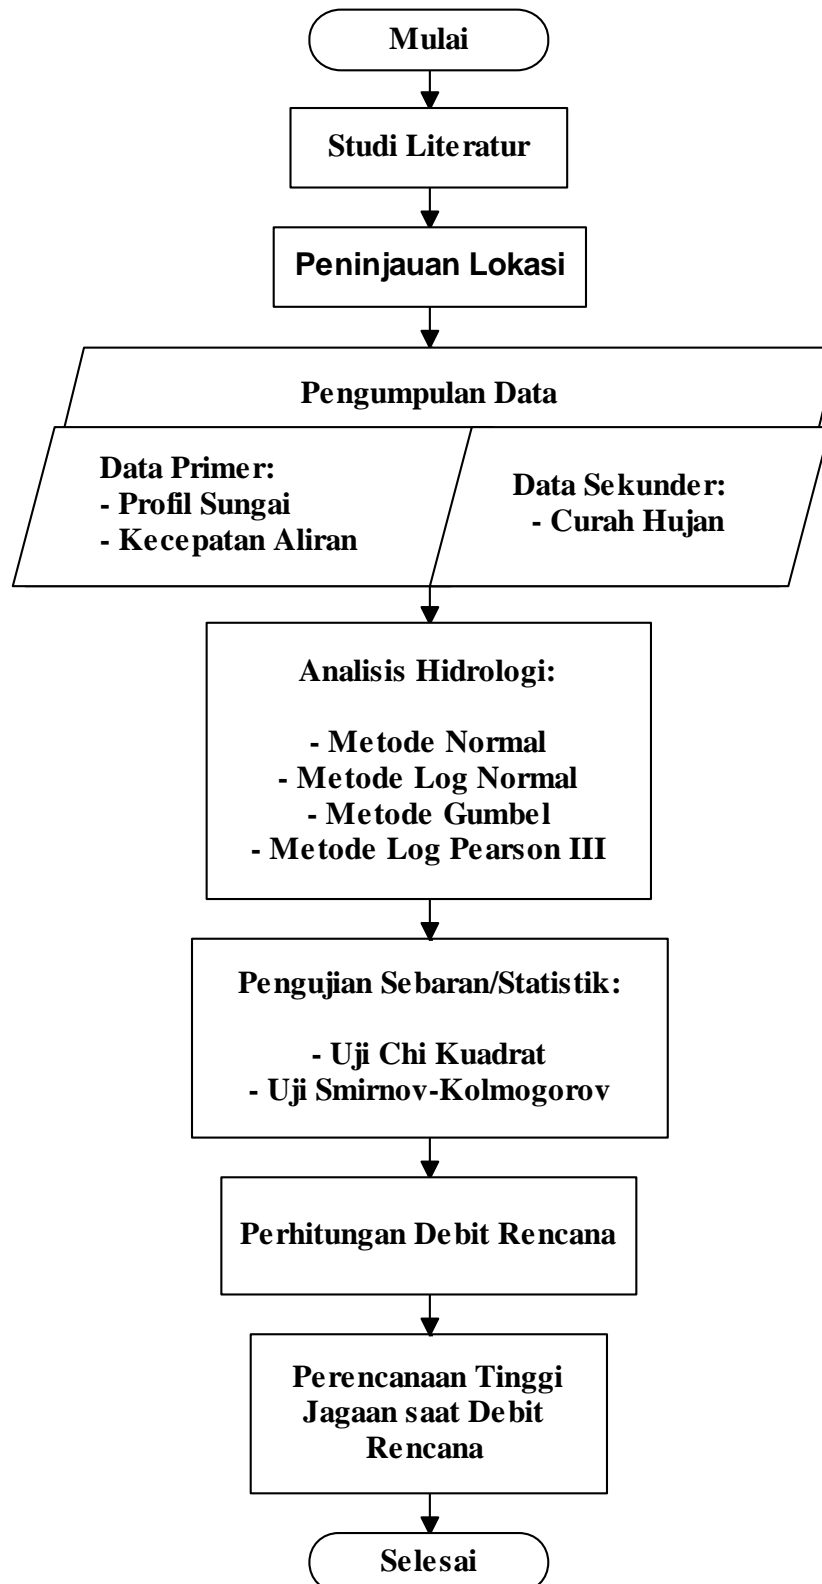 Mulai
Studi Literatur
Peninjauan Lokasi
Pengumpulan Data
Data Primer:
- Profil Sungai
- Kecepatan Aliran
Data Sekunder:
- Curah Hujan
Analisis Hidrologi:
- Metode Normal
- Metode Log Normal
- Metode Gumbel
- Metode Log Pearson III
Pengujian Sebaran/Statistik:
- Uji Chi Kuadrat
- Uji Smirnov-Kolmogorov
Perhitungan Debit Rencana
Perencanaan Tinggi
Jagaan saat Debit
Rencana
Selesai